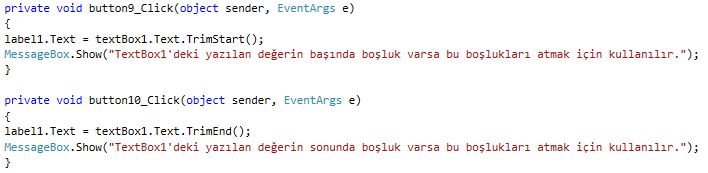 private void button9_Click(object sender, EventArgs e)
{
label1.Text = textBox1.Text.TrimStart();
MessageBox.Show("TextBox1'deki yazılan değerin başında boşluk varsa bu boşlukları atmak için kullanılır.");
}
private void button10_Click(object sender, EventArgs e)
{
label1.Text = textBox1.Text.TrimEnd();
MessageBox.Show("TextBox1'deki yazılan değerin sonunda boşluk varsa bu boşlukları atmak için kullanılır.");
}